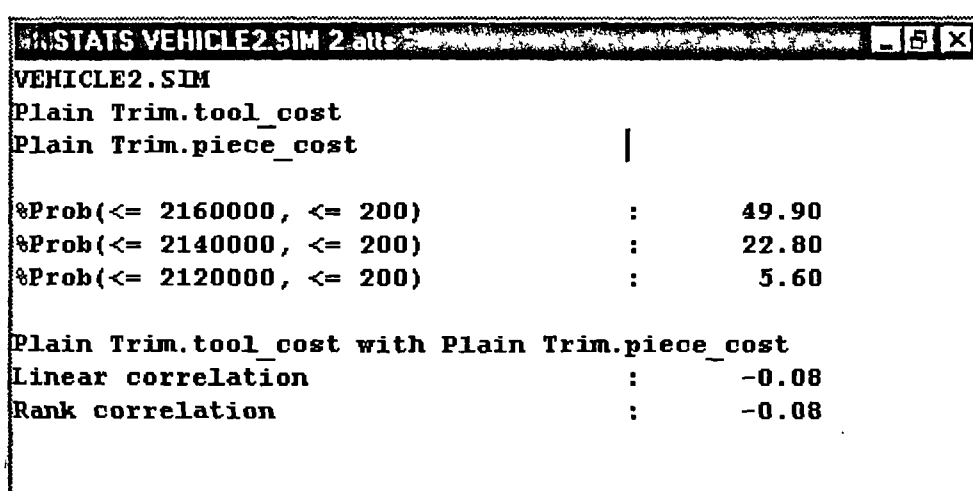 STATS VEHICLE2.SIM 2 atts
VEHICLE2.SIM
Plain Trim.tool_cost
Plain Trim.piece_cost
%Prob(<= 2160000, <= 200) : 49.90
%Prob(<= 2140000, <= 200) : 22.80
%Prob(<= 2120000, <= 200) : 5.60
Plain Trim.tool_cost with Plain Trim.piece_cost
Linear correlation : -0.08
Rank correlation : -0.08